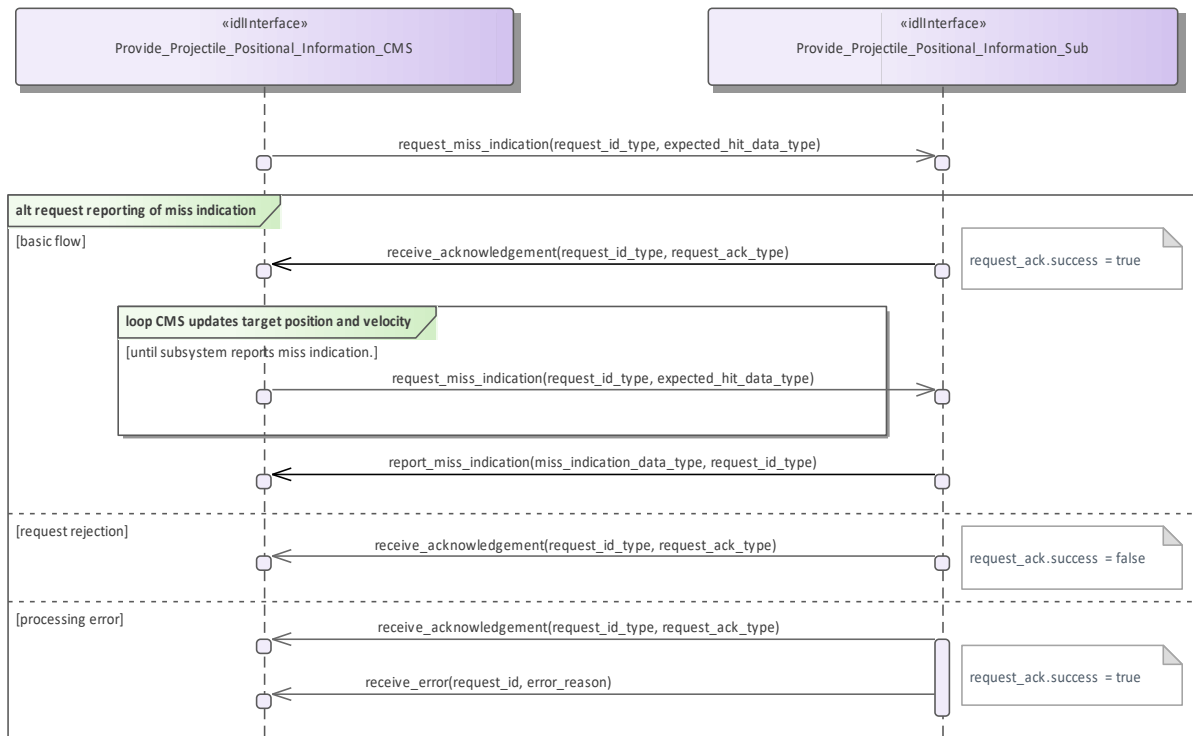 «idlInterface»
Provide_Projectile_Positional_Information_CMS
«idlInterface»
Provide_Projectile_Positional_Information_Sub
request_miss_indication(request_id_type, expected_hit_data_type)
alt request reporting of miss indication
[basic flow]
receive_acknowledgement(request_id_type, request_ack_type)
request_ack.success = true
loop CMS updates target position and velocity
[until subsystem reports miss indication.]
request_miss_indication(request_id_type, expected_hit_data_type)
report_miss_indication(miss_indication_data_type, request_id_type)
[request rejection]
receive_acknowledgement(request_id_type, request_ack_type)
request_ack.success = false
[processing error]
receive_acknowledgement(request_id_type, request_ack_type)
request_ack.success = true
receive_error(request_id, error_reason)